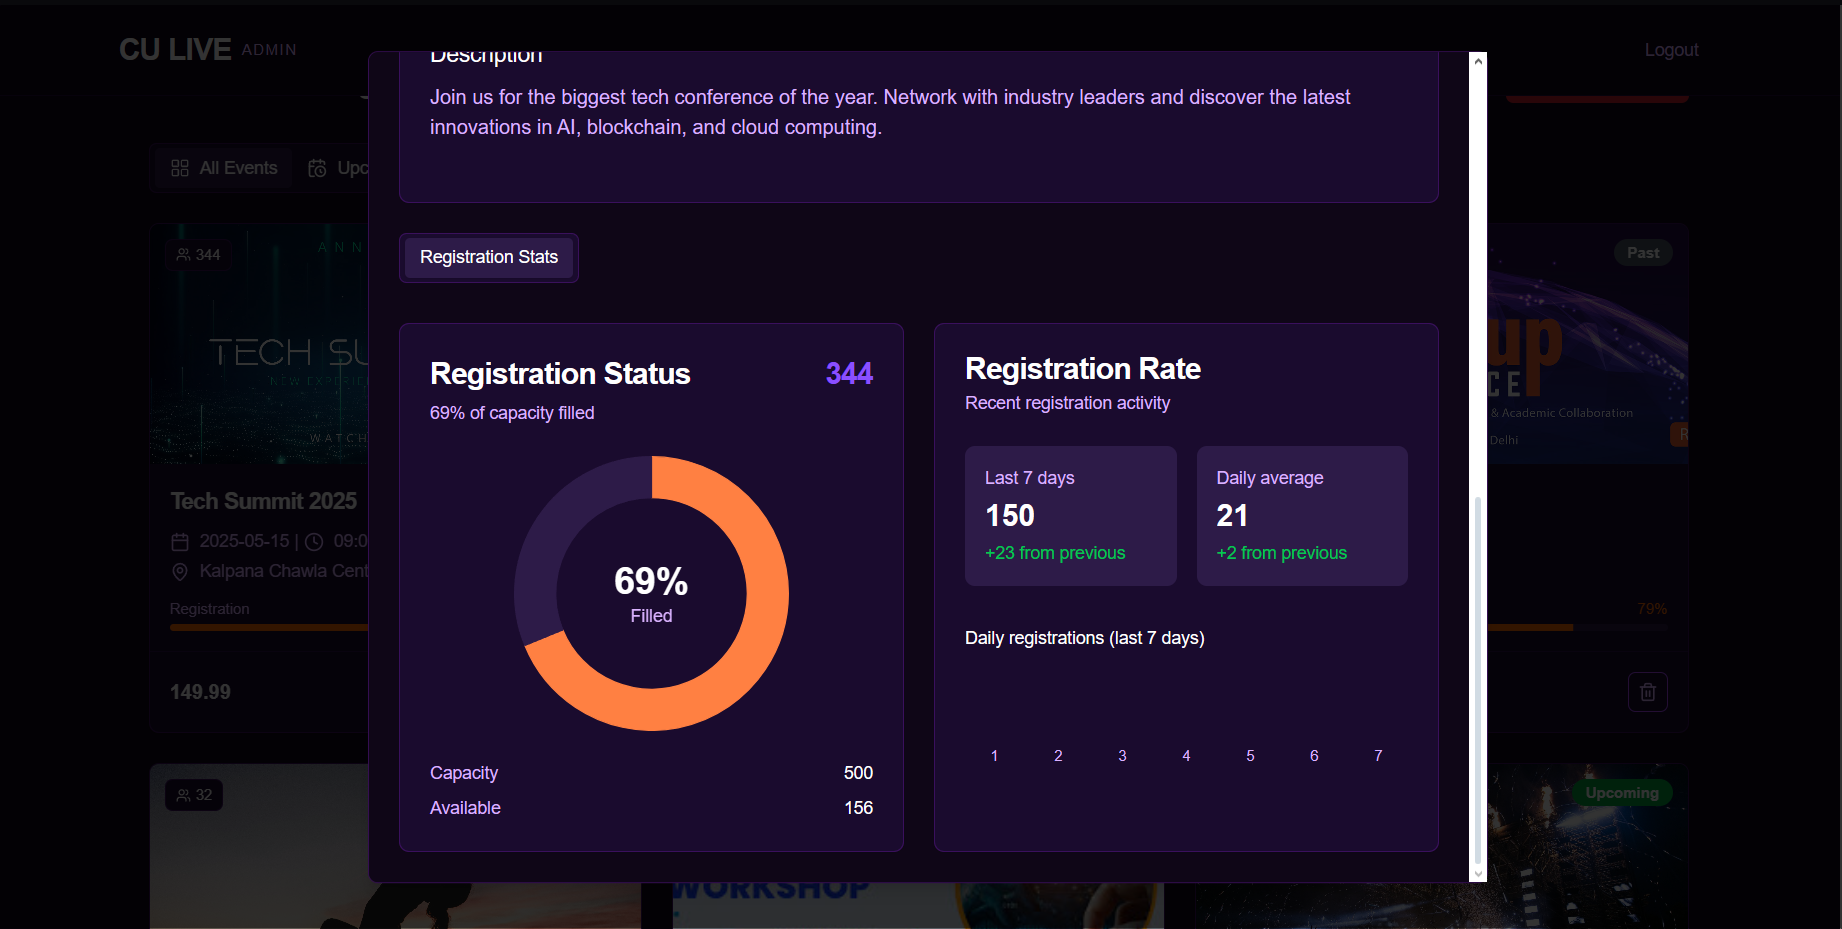 CU LIVE ADMIN
Logout
Description
Join us for the biggest tech conference of the year. Network with industry leaders and discover the latest
innovations in AI, blockchain, and cloud computing.
All Events
Upc
Registration Stats
344
ANN
TECH SU
NEW EXPERIE
WATCH
Past
up
CE
& Academic Collaboration
Delhi
R
Registration Status
344
69% of capacity filled
69%
Filled
Capacity
500
Available
156
Registration Rate
Recent registration activity
Last 7 days
150
+23 from previous
Daily average
21
+2 from previous
Daily registrations (last 7 days)
1 2 3 4 5 6 7
Tech Summit 2025
2025-05-15 | 09:0
Kalpana Chawla Cent
Registration
149.99
79%
32
WORKSHOP
Upcoming